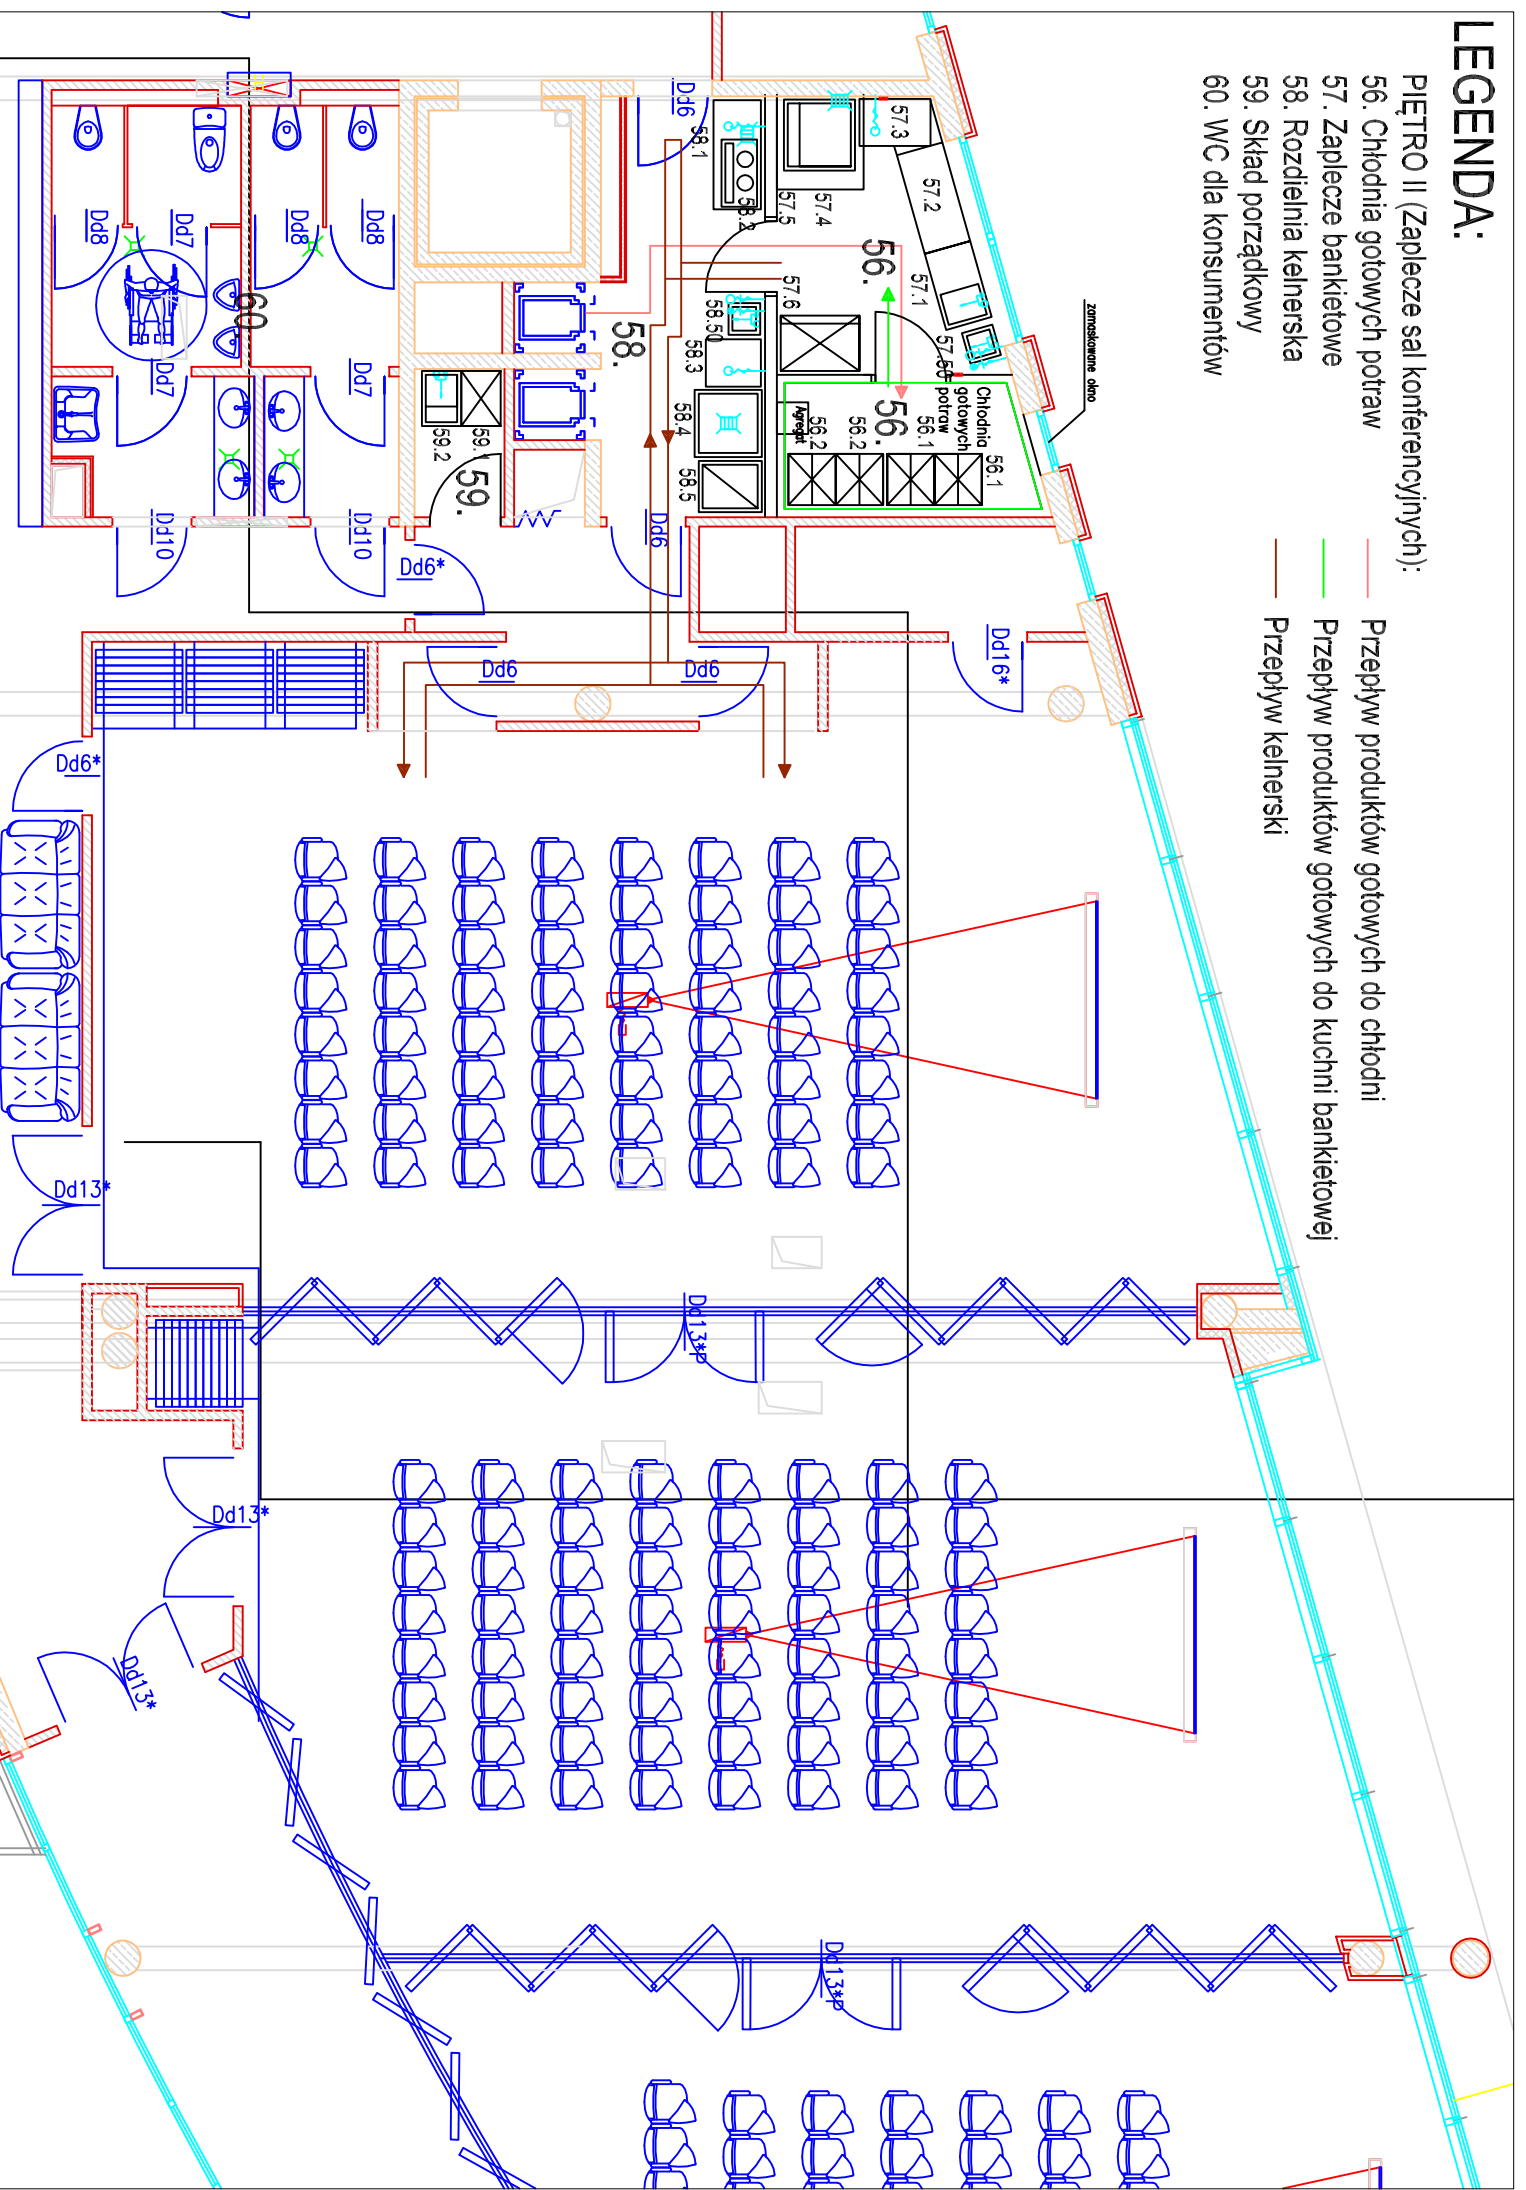 LEGENDA:
PIĘTRO II (Zaplecze sal konferencyjnych):
56. Chłodnia gotowych potraw
57. Zaplecze bankietowe
58. Rozdzielnia kelnerska
59. Skład porządkowy
60. WC dla konsumentów
Przepływ produktów gotowych do chłodni
Przepływ produktów gotowych do kuchni bankietowej
Przepływ kelnerski
zamaskowane okno
57.3
57.2
57.4
57.5
57.1
57.6
56.
56.
Chłodnia
gotowych
potraw
56.1
56.1
56.2
56.2
Agregat
Dd6
58.1
58.2
58.
58.3
58.4
58.5
59.
59.2
60
Dd8
Dd7
Dd8
Dd8
Dd7
Dd7
Dd10
Dd10
Dd6*
Dd6
Dd6
Dd6
Dd16*
Dd6*
Dd13*
Dd13*P
Dd13*
Dd13*
Dd13*P